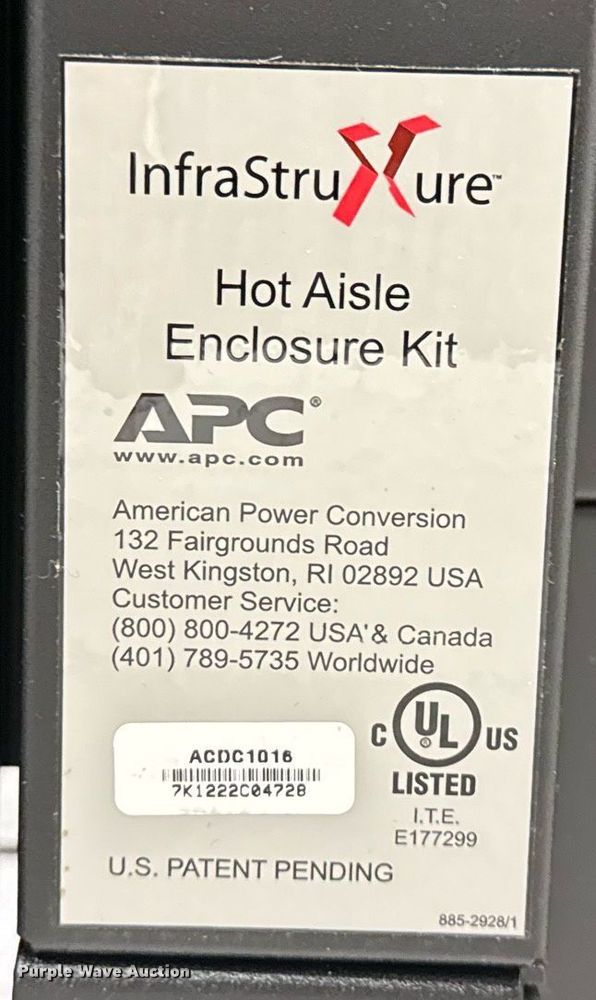 InfraStruXure™
Hot Aisle
Enclosure Kit
APC®
www.apc.com
American Power Conversion
132 Fairgrounds Road
West Kingston, RI 02892 USA
Customer Service:
(800) 800-4272 USA & Canada
(401) 789-5735 Worldwide
ACDC1016
7K1222C04728
C UL® US
LISTED
I.T.E.
E177299
U.S. PATENT PENDING
885-2928/1
Purple Wave Auction